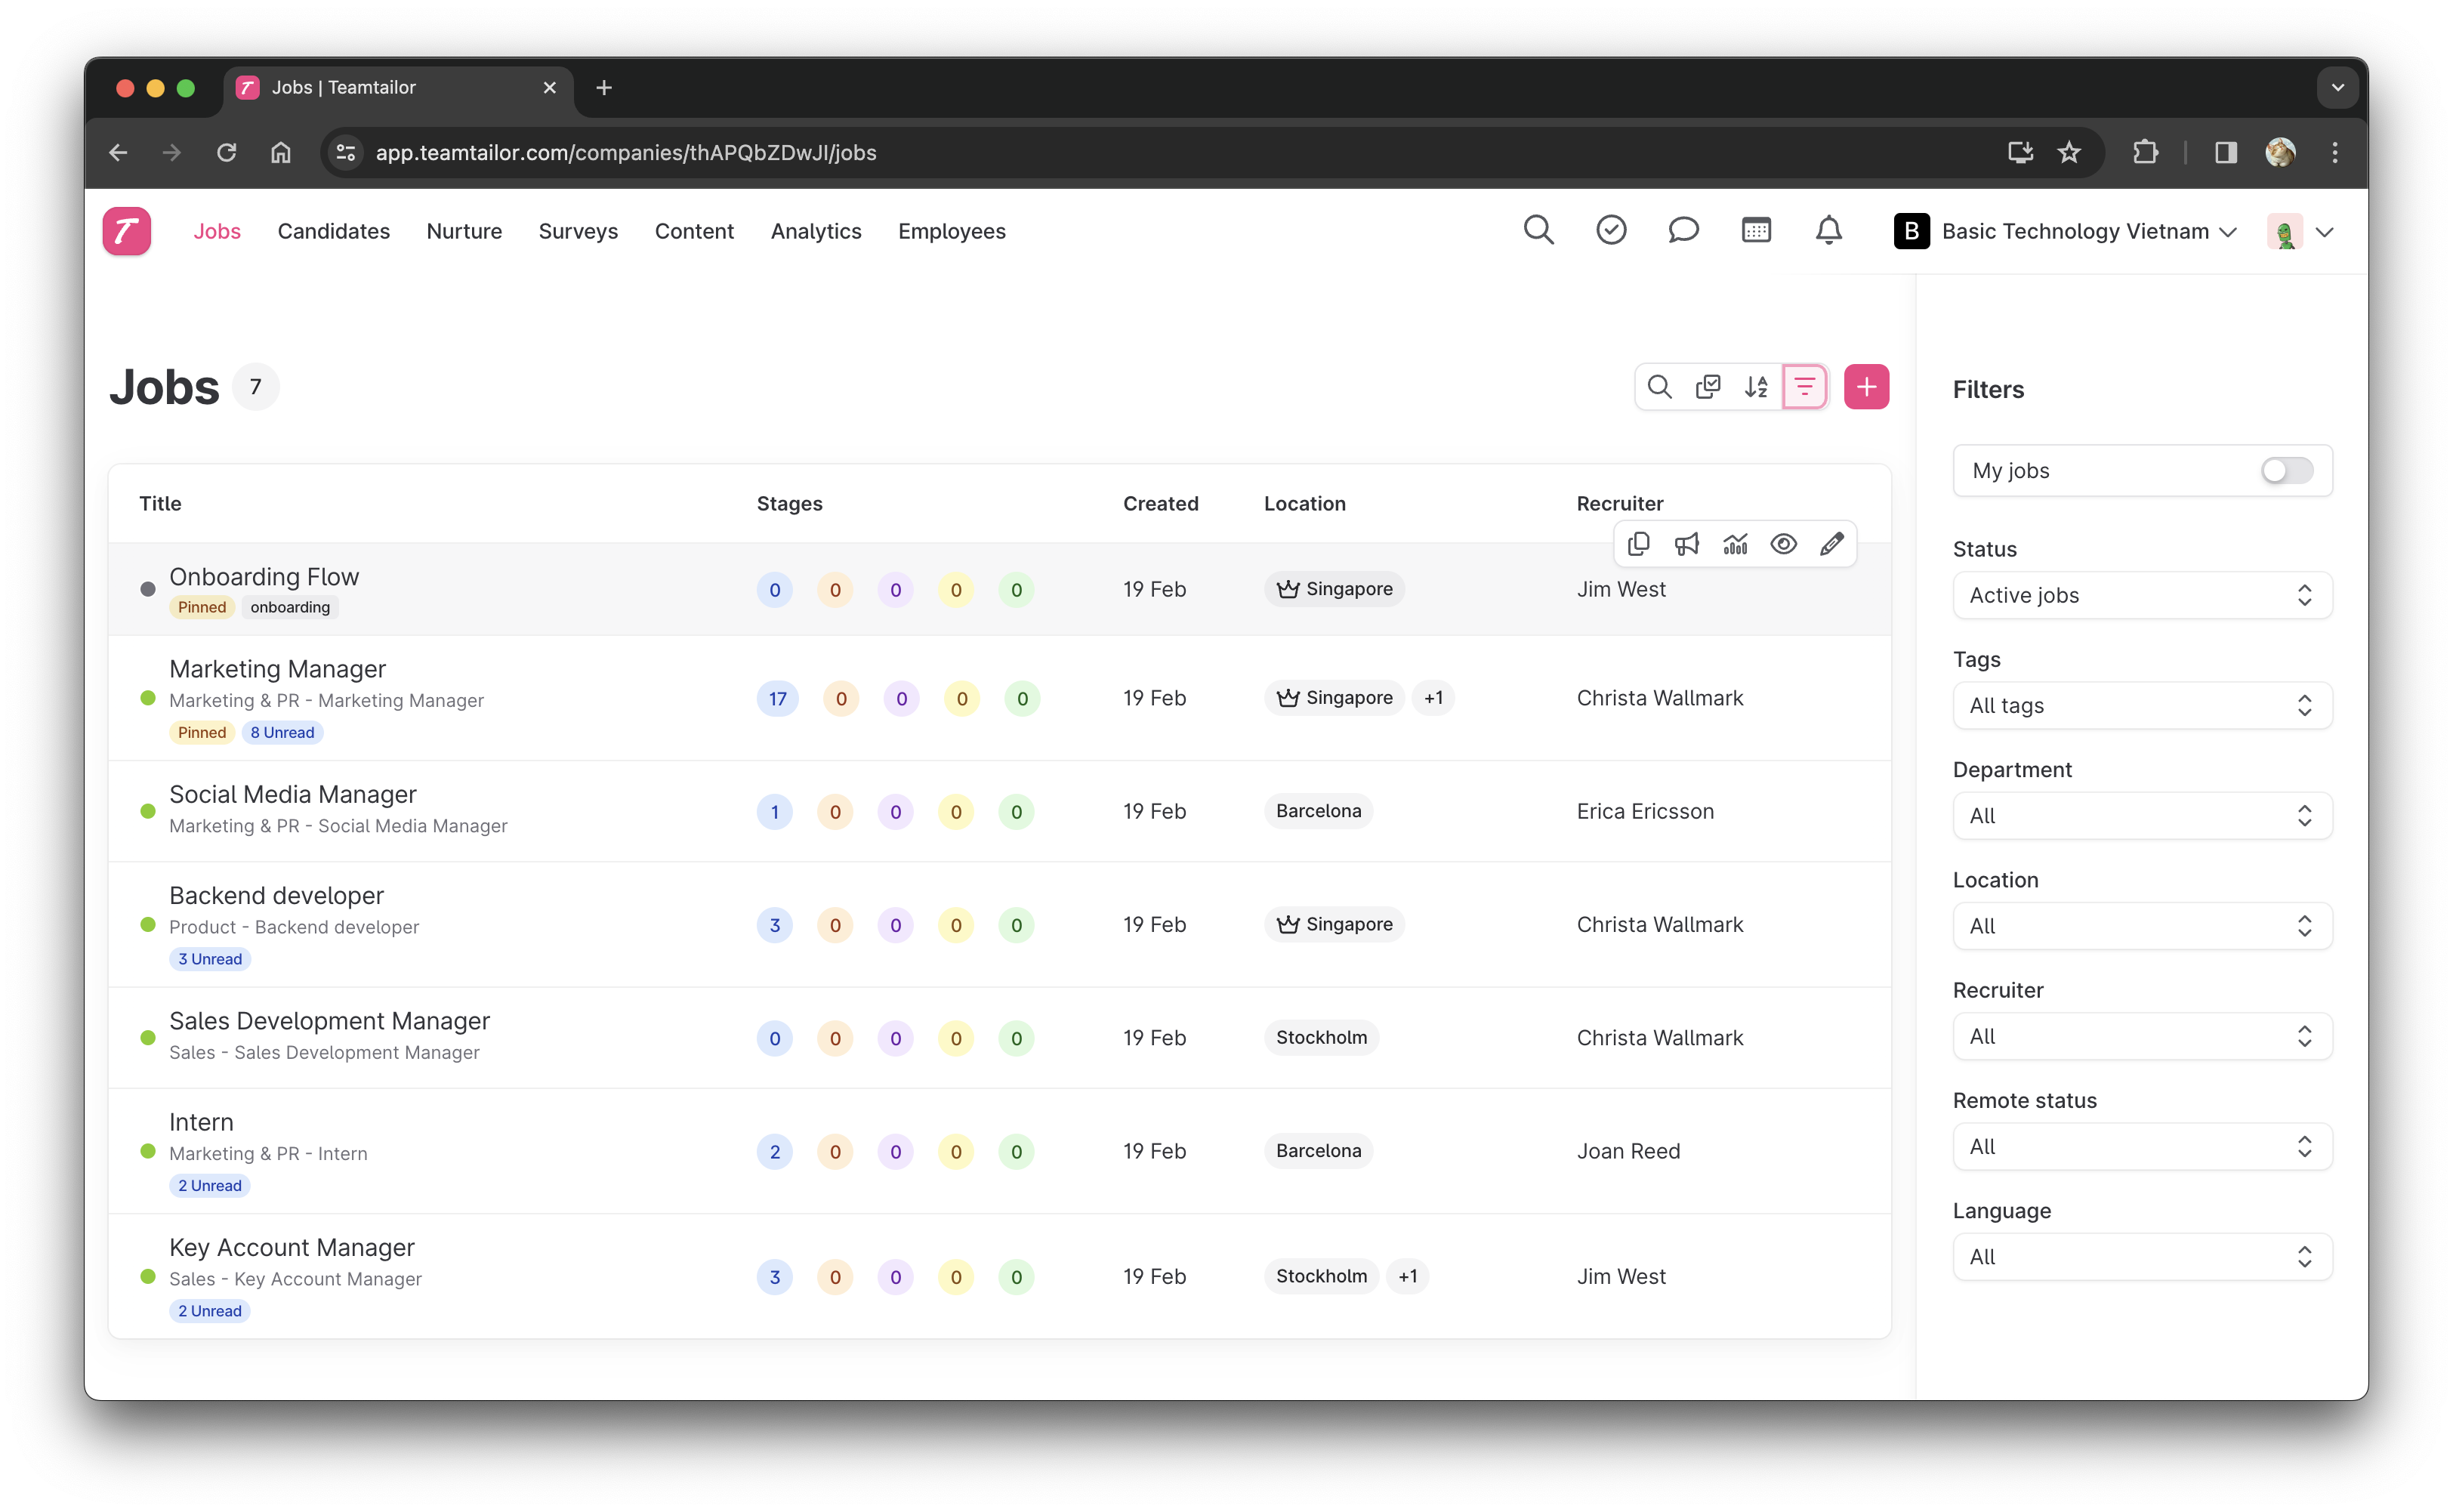 Jobs | Teamtailor
app.teamtailor.com/companies/thAPQbZDwJI/jobs
Jobs Candidates Nurture Surveys Content Analytics Employees
B Basic Technology Vietnam
Jobs 7
Title Stages Created Location Recruiter
Onboarding Flow
Pinned onboarding
0 0 0 0 0 19 Feb Singapore Jim West
Marketing Manager
Marketing & PR - Marketing Manager
Pinned 8 Unread
17 0 0 0 0 19 Feb Singapore +1 Christa Wallmark
Social Media Manager
Marketing & PR - Social Media Manager
1 0 0 0 0 19 Feb Barcelona Erica Ericsson
Backend developer
Product - Backend developer
3 Unread
3 0 0 0 0 19 Feb Singapore Christa Wallmark
Sales Development Manager
Sales - Sales Development Manager
0 0 0 0 0 19 Feb Stockholm Christa Wallmark
Intern
Marketing & PR - Intern
2 Unread
2 0 0 0 0 19 Feb Barcelona Joan Reed
Key Account Manager
Sales - Key Account Manager
2 Unread
3 0 0 0 0 19 Feb Stockholm +1 Jim West
Filters
My jobs
Status
Active jobs
Tags
All tags
Department
All
Location
All
Recruiter
All
Remote status
All
Language
All